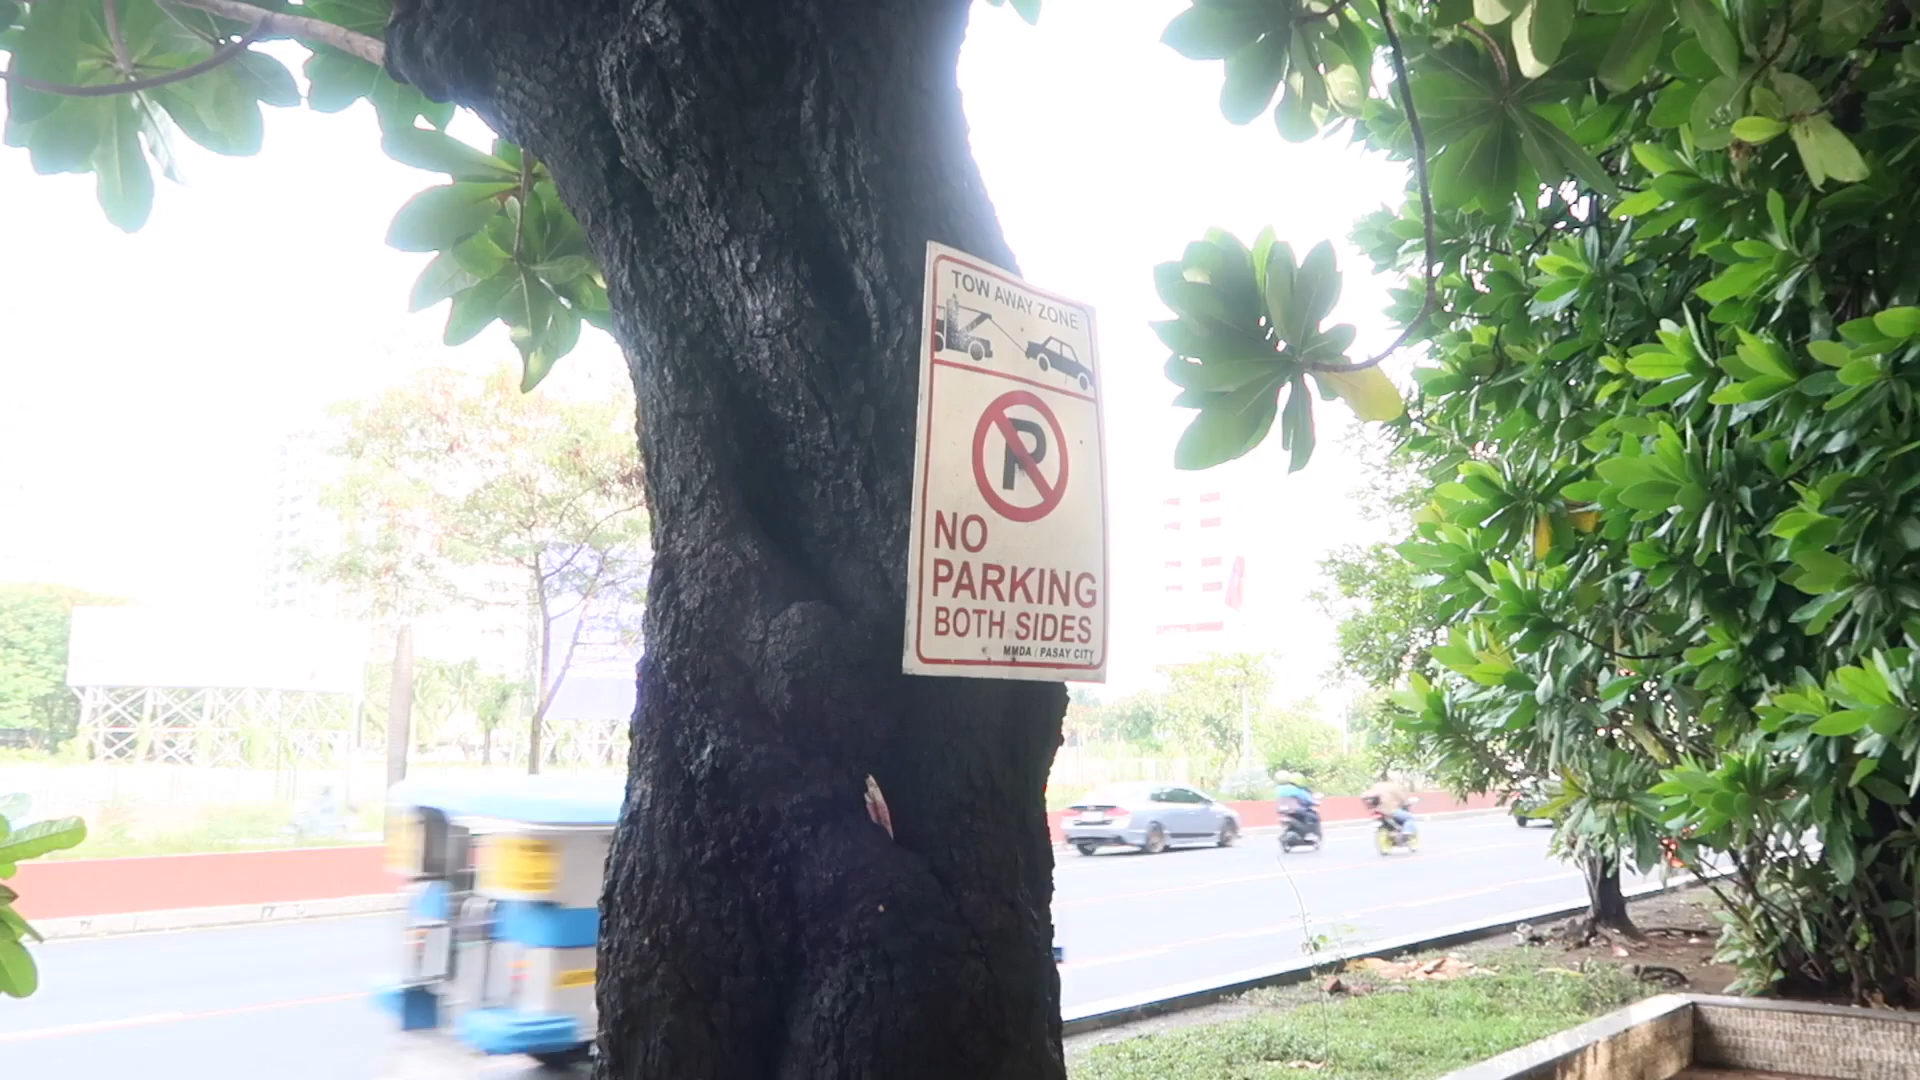 TOW AWAY ZONE
P
NO
PARKING
BOTH SIDES
MMDA / PASAY CITY